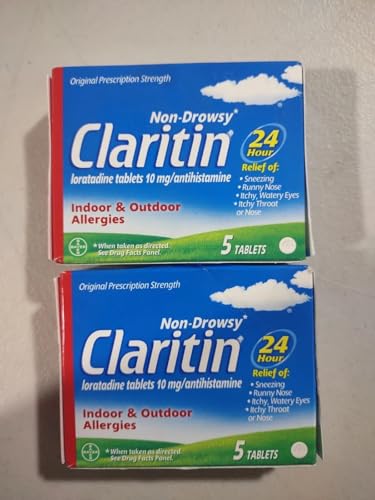 Original Prescription Strength
Non-Drowsy*
Claritin®
loratadine tablets 10 mg/antihistamine
24
Hour
Relief of:
• Sneezing
• Runny Nose
• Itchy, Watery Eyes
• Itchy Throat
or Nose
Indoor & Outdoor
Allergies
BAYER
*When taken as directed.
See Drug Facts Panel.
5 TABLETS
Original Prescription Strength
Non-Drowsy*
Claritin®
loratadine tablets 10 mg/antihistamine
24
Hour
Relief of:
• Sneezing
• Runny Nose
• Itchy, Watery Eyes
• Itchy Throat
or Nose
Indoor & Outdoor
Allergies
BAYER
*When taken as directed.
See Drug Facts Panel.
5 TABLETS